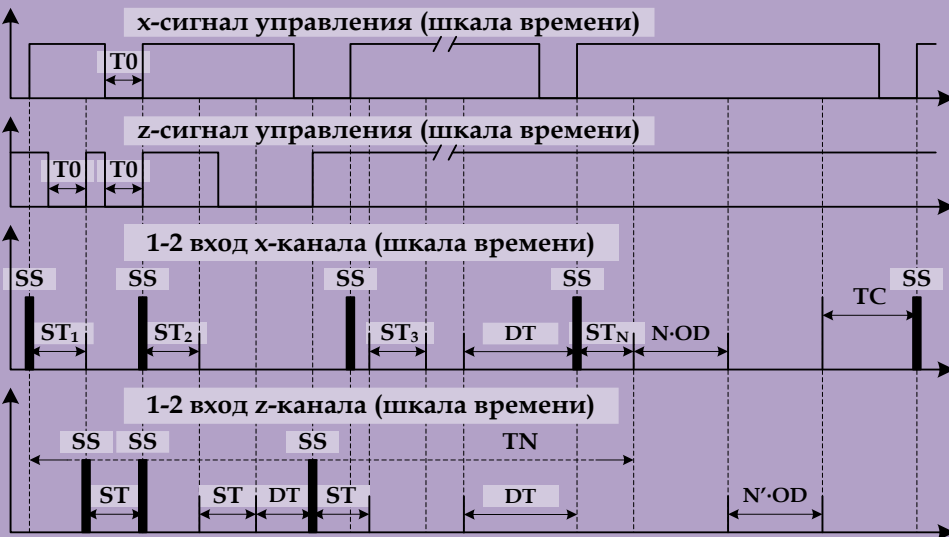 x-сигнал управления (шкала времени)
T0
z-сигнал управления (шкала времени)
T0 T0
1-2 вход x-канала (шкала времени)
SS SS SS SS SS
ST₁ ST₂ ST₃ DT ST_N N·OD TC
1-2 вход z-канала (шкала времени)
SS SS SS TN
ST ST DT ST DT N'·OD